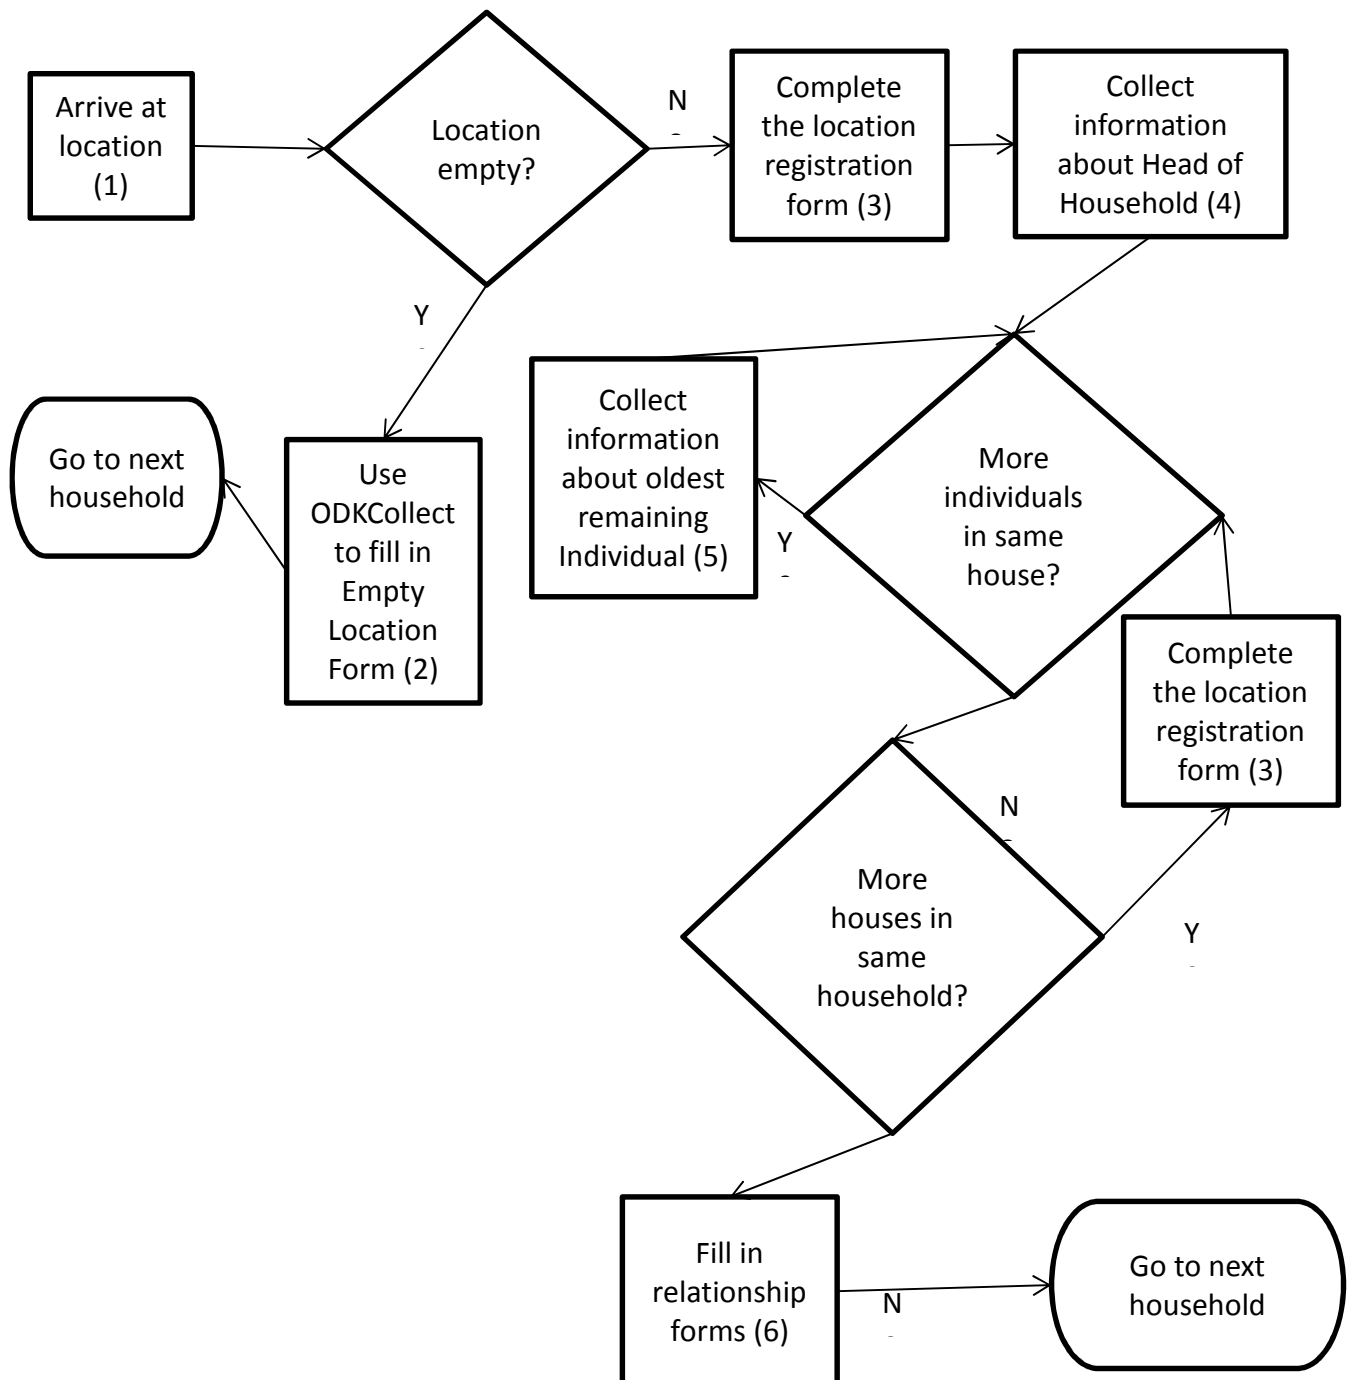 Arrive at
location
(1)
Location
empty?
N
Complete
the location
registration
form (3)
Collect
information
about Head of
Household (4)
Y
Go to next
household
Use
ODKCollect
to fill in
Empty
Location
Form (2)
Collect
information
about oldest
remaining
Individual (5)
Y
More
individuals
in same
house?
Complete
the location
registration
form (3)
N
More
houses in
same
household?
Y
Fill in
relationship
forms (6)
N
Go to next
household